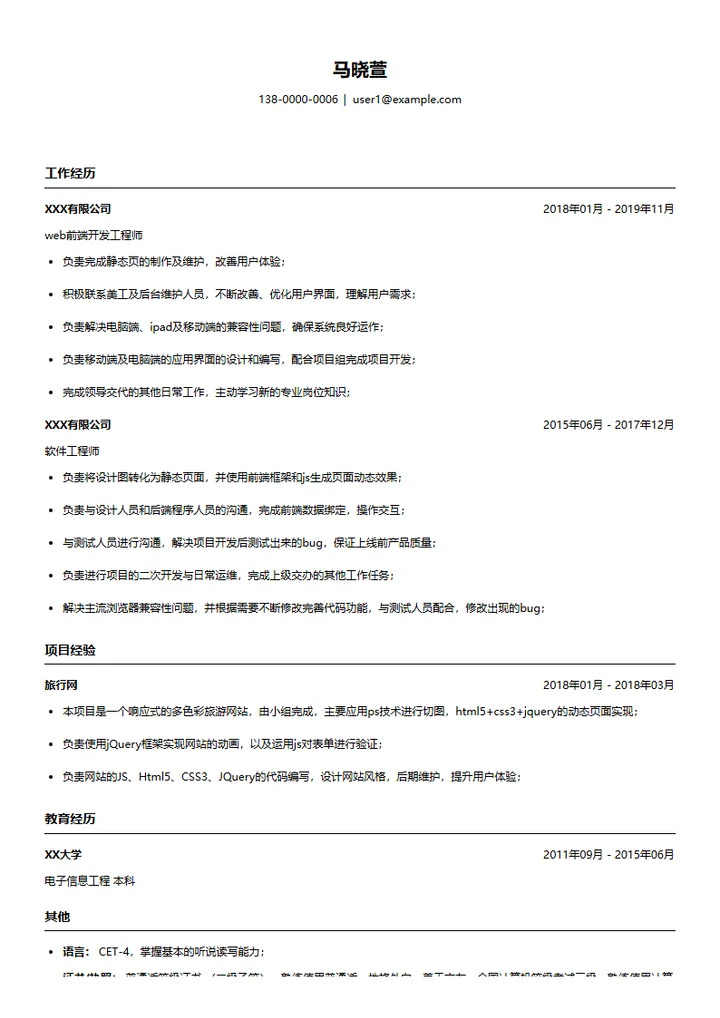 马晓萱
138-0000-0006 | user1@example.com
工作经历
XXX有限公司 2018年01月 - 2019年11月
web前端开发工程师
• 负责完成静态页的制作及维护，改善用户体验；
• 积极联系美工及后台维护人员，不断改善、优化用户界面，理解用户需求；
• 负责解决电脑端、ipad及移动端的兼容性问题，确保系统良好运作；
• 负责移动端及电脑端的应用界面的设计和编写，配合项目组完成项目开发；
• 完成领导交代的其他日常工作，主动学习新的专业岗位知识；
XXX有限公司 2015年06月 - 2017年12月
软件工程师
• 负责将设计图转化为静态页面，并使用前端框架和js生成页面动态效果；
• 负责与设计人员和后端程序人员的沟通，完成前端数据绑定，操作交互；
• 与测试人员进行沟通，解决项目开发后测试出来的bug，保证上线前产品质量；
• 负责进行项目的二次开发与日常运维，完成上级交办的其他工作任务；
• 解决主流浏览器兼容性问题，并根据需要不断修改完善代码功能，与测试人员配合，修改出现的bug；
项目经验
旅行网 2018年01月 - 2018年03月
• 本项目是一个响应式的多色彩旅游网站，由小组完成，主要应用ps技术进行切图，html5+css3+jquery的动态页面实现；
• 负责使用jQuery框架实现网站的动画，以及运用js对表单进行验证；
• 负责网站的JS、Html5、CSS3、JQuery的代码编写，设计网站风格，后期维护，提升用户体验；
教育经历
XX大学 2011年09月 - 2015年06月
电子信息工程 本科
其他
• 语言： CET-4，掌握基本的听说读写能力；